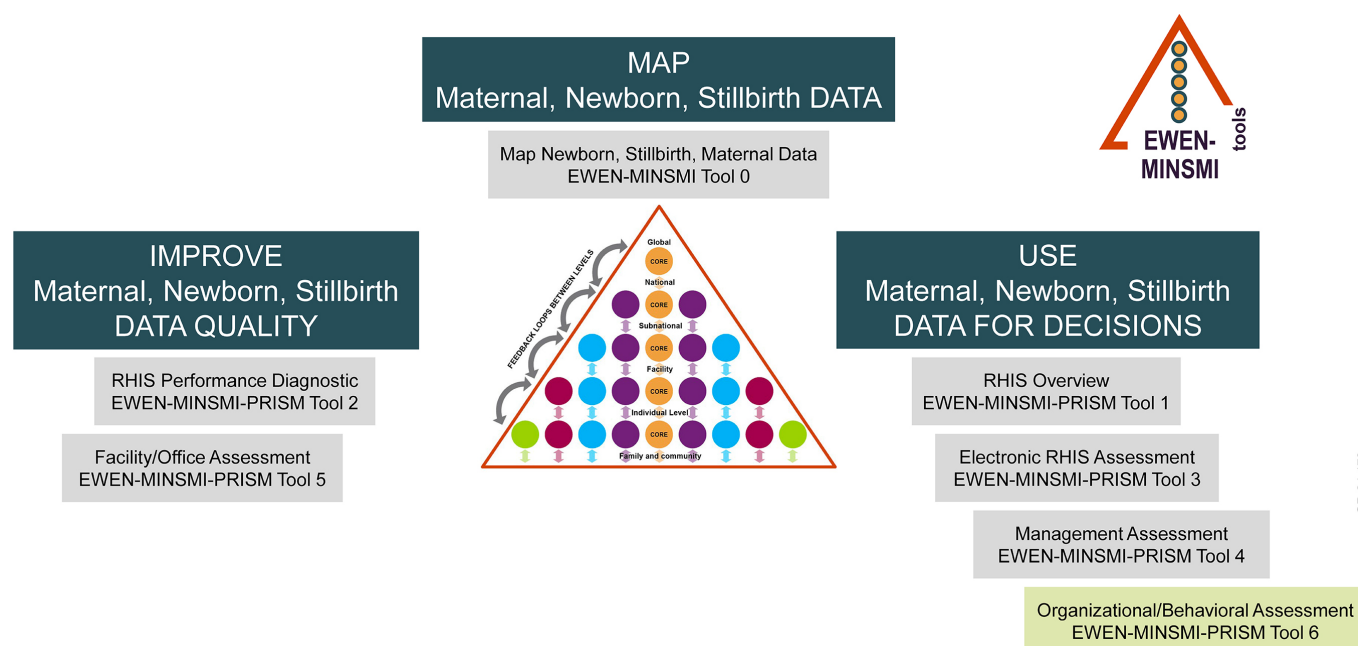 MAP
Maternal, Newborn, Stillbirth DATA
Map Newborn, Stillbirth, Maternal Data
EWEN-MINSMI Tool 0
EWEN-
MINSMI
tools
IMPROVE
Maternal, Newborn, Stillbirth
DATA QUALITY
RHIS Performance Diagnostic
EWEN-MINSMI-PRISM Tool 2
Facility/Office Assessment
EWEN-MINSMI-PRISM Tool 5
FEEDBACK LOOPS BETWEEN LEVELS
Global
CORE
National
CORE
Subnational
CORE
Facility
CORE
Individual Level
CORE
Family and community
USE
Maternal, Newborn, Stillbirth
DATA FOR DECISIONS
RHIS Overview
EWEN-MINSMI-PRISM Tool 1
Electronic RHIS Assessment
EWEN-MINSMI-PRISM Tool 3
Management Assessment
EWEN-MINSMI-PRISM Tool 4
Organizational/Behavioral Assessment
EWEN-MINSMI-PRISM Tool 6